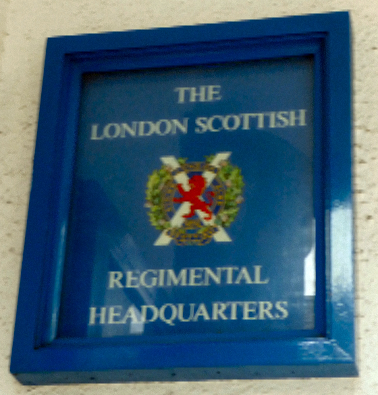 THE
LONDON SCOTTISH
REGIMENTAL
HEADQUARTERS